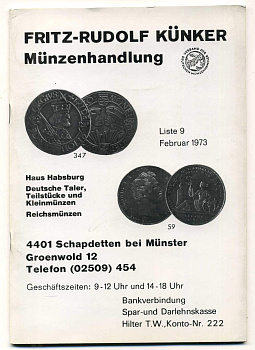 FRITZ-RUDOLF KÜNKER
Münzenhandlung
347
Liste 9
Februar 1973
Haus Habsburg
Deutsche Taler,
Teilstücke und
Kleinmünzen
Reichsmünzen
59
4401 Schapdetten bei Münster
Groenwold 12
Telefon (02509) 454
Geschäftszeiten: 9-12 Uhr und 14-18 Uhr
Bankverbindung
Spar-und Darlehnskasse
Hilter T.W., Konto-Nr. 222